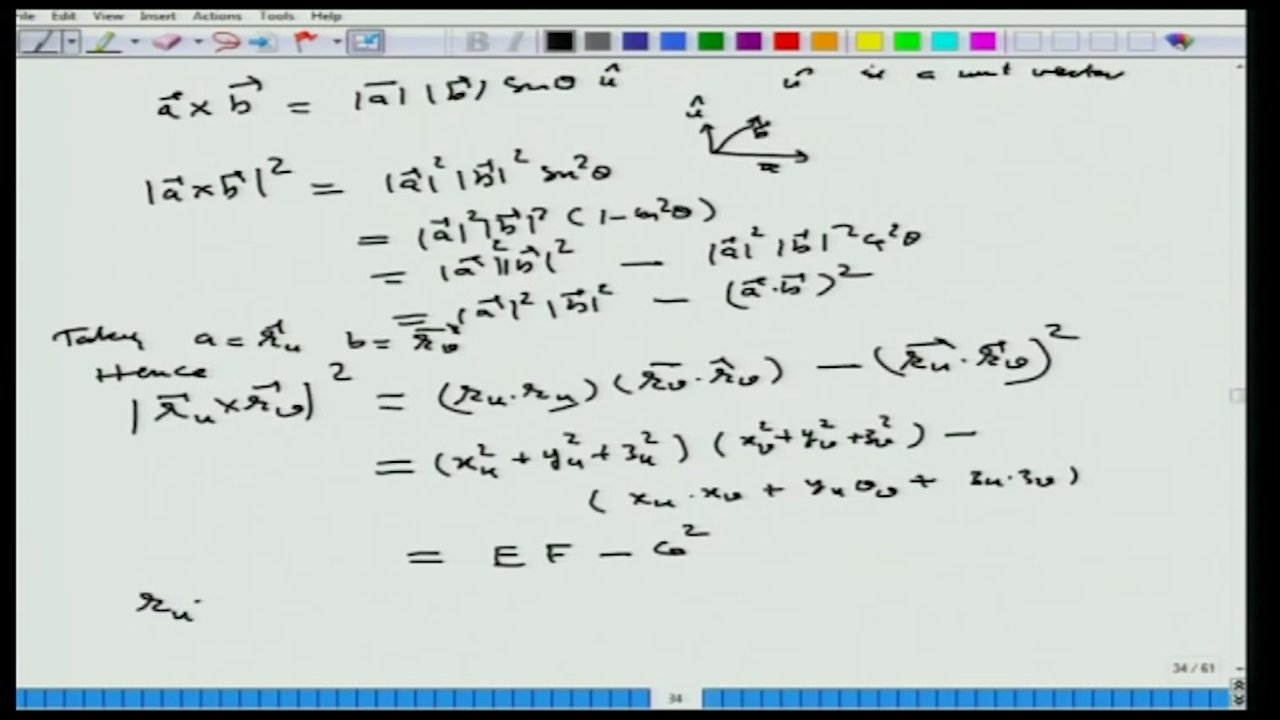 File Edit View Insert Actions Tools Help
a⃗ × b⃗ = |a⃗| |b⃗| sinθ û    û is a unit vector
û b a⃗
|a⃗ × b⃗|² = |a⃗|² |b⃗|² sin²θ
= |a⃗|² |b⃗|² (1 - cos²θ)
= |a⃗|² |b⃗|² — |a⃗|² |b⃗|² cos²θ
= |a⃗|² |b⃗|² — (a⃗·b⃗)²
Taking a = r⃗u b = r⃗v
Hence
|r⃗u × r⃗v|² = (ru·ru) (r⃗v·r⃗v) — (r⃗u·r⃗v)²
= (xu² + yu² + zu²) (xv² + yv² + zv²) —
(xu·xv + yu yv + zu·zv)
= EF — G²
ru
34 / 61
34